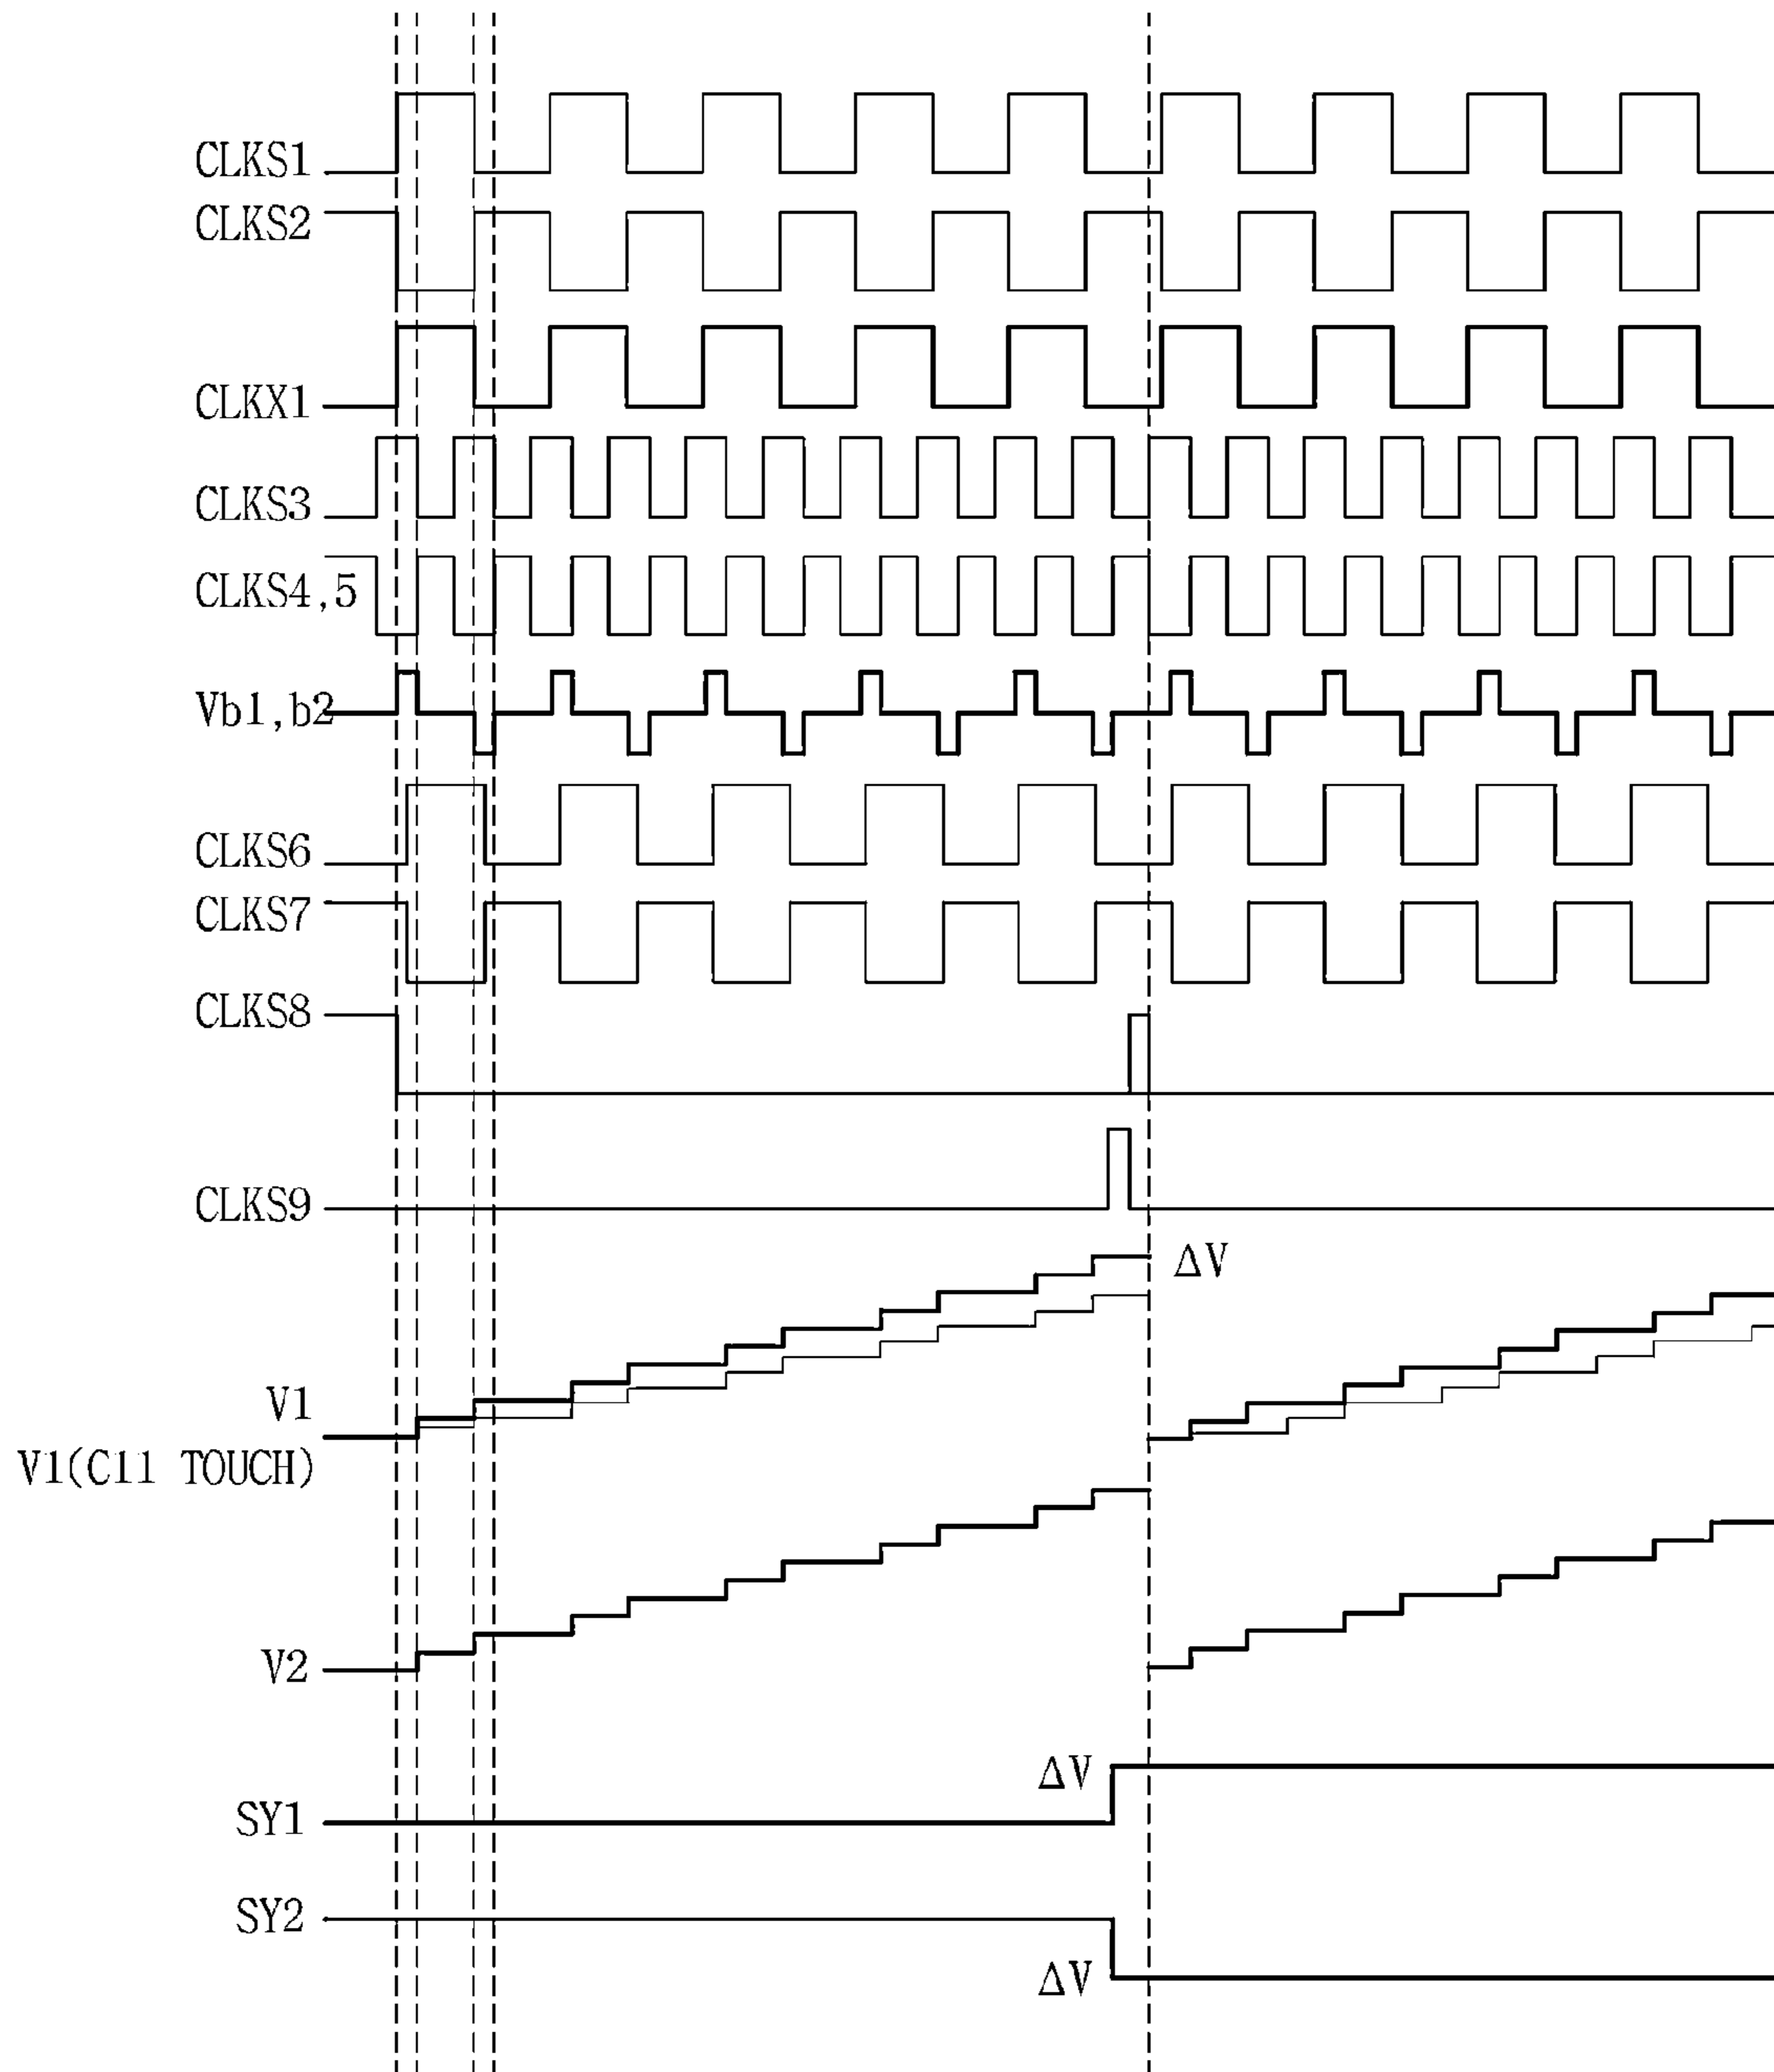 CLKS1
CLKS2
CLKX1
CLKS3
CLKS4,5
Vb1,b2
CLKS6
CLKS7
CLKS8
CLKS9
ΔV
V1
V1(C11 TOUCH)
V2
ΔV
SY1
SY2
ΔV